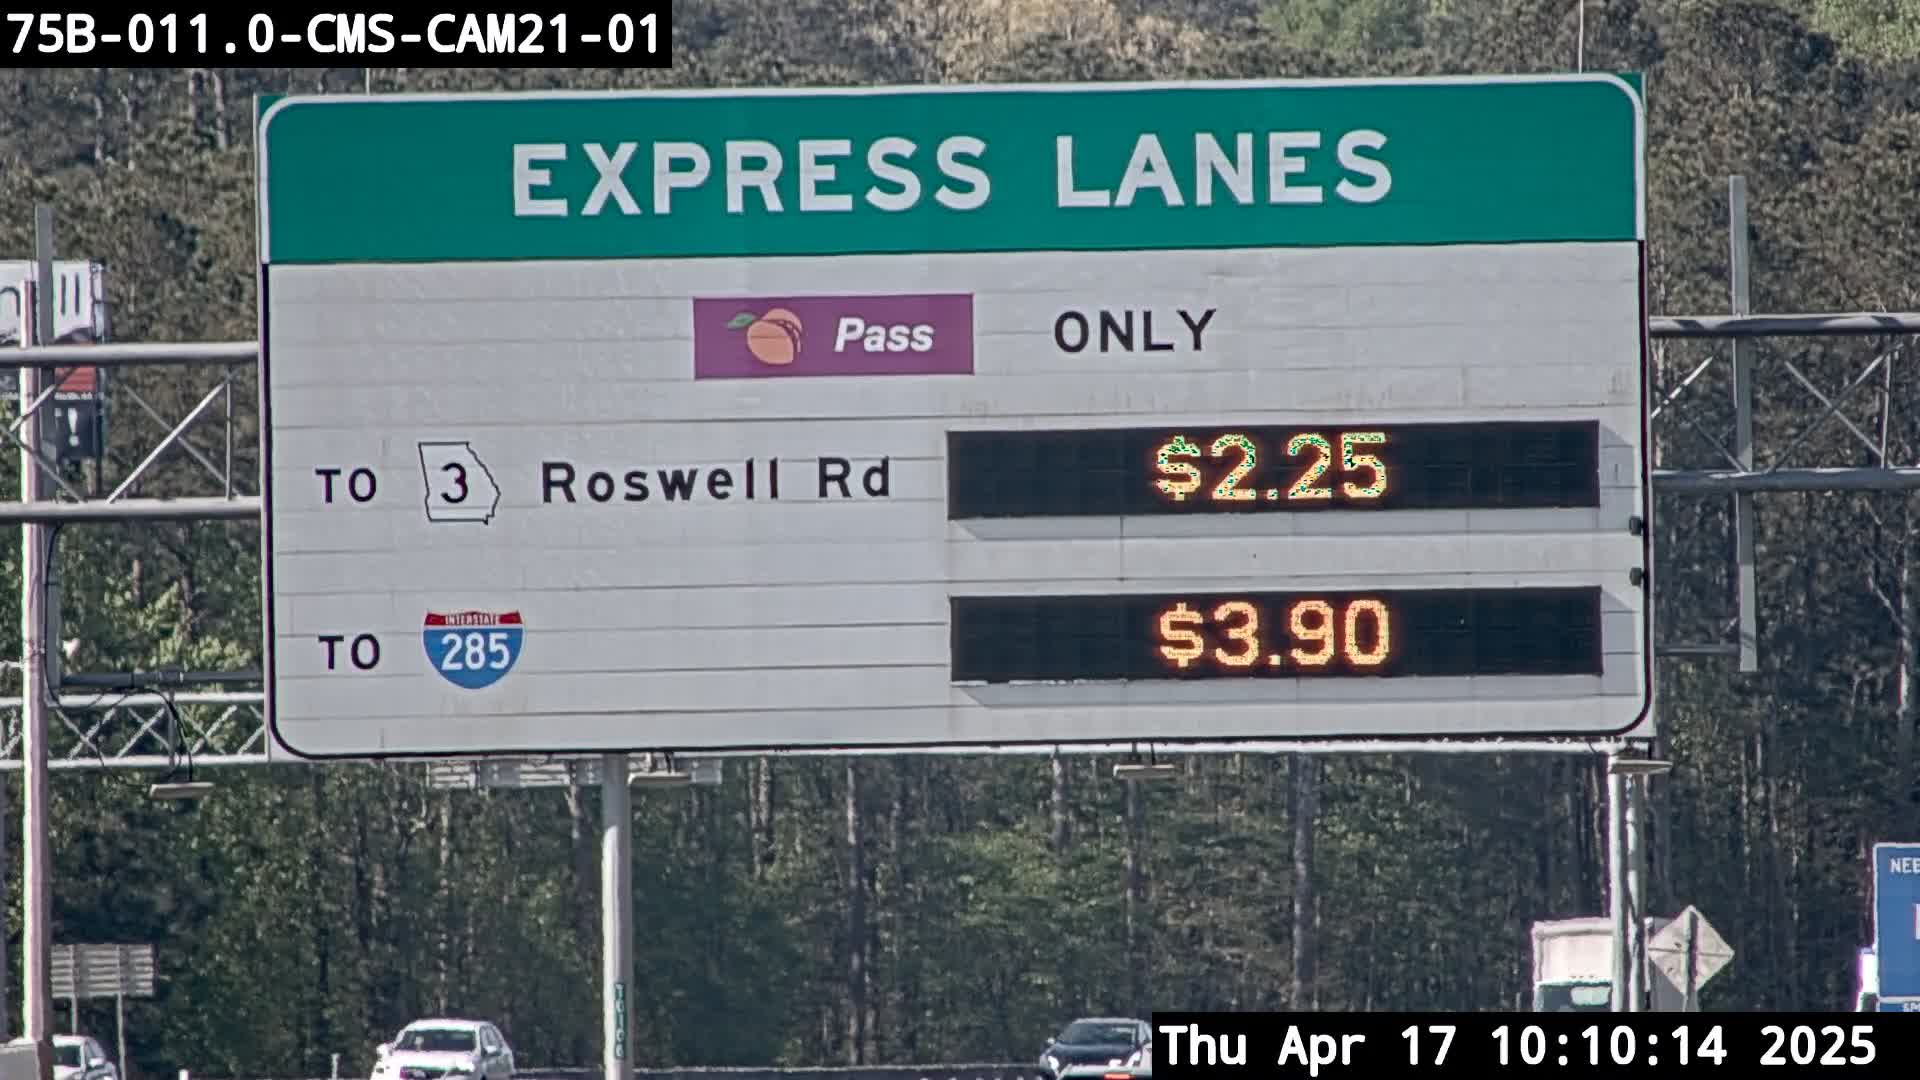 75B-011.0-CMS-CAM21-01
EXPRESS LANES
Pass ONLY
TO 3 Roswell Rd $2.25
INTERSTATE
TO 285 $3.90
Thu Apr 17 10:10:14 2025